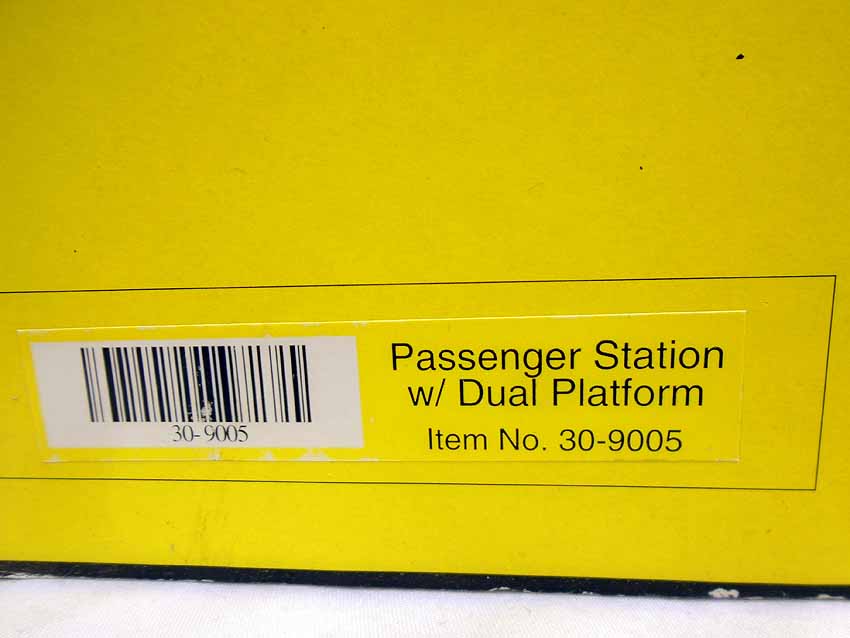 Passenger Station
w/ Dual Platform
Item No. 30-9005
30-9005